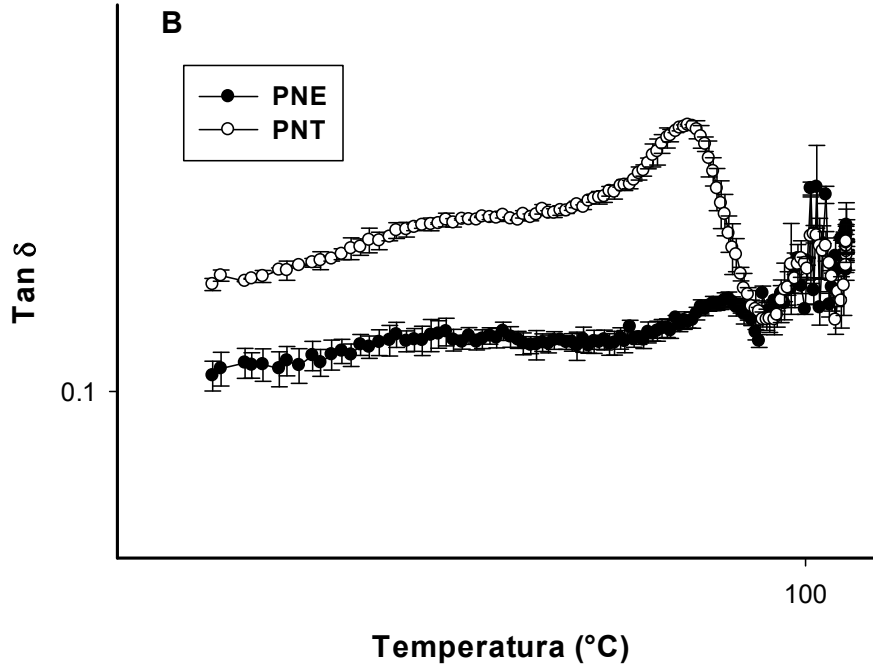 B
PNE
PNT
Tan δ
0.1
100
Temperatura (°C)